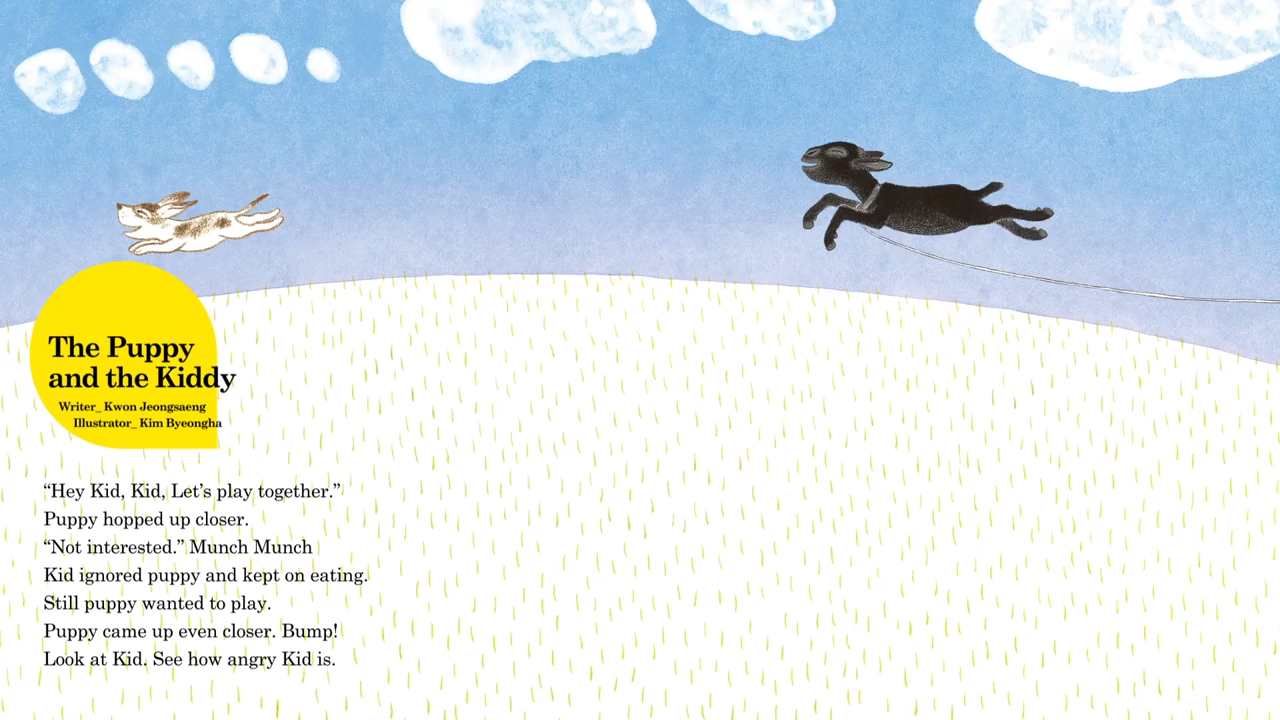 The Puppy
and the Kiddy
Writer_ Kwon Jeongsaeng
Illustrator_ Kim Byeongha
“Hey Kid, Kid, Let’s play together.”
Puppy hopped up closer.
“Not interested.” Munch Munch
Kid ignored puppy and kept on eating.
Still puppy wanted to play.
Puppy came up even closer. Bump!
Look at Kid. See how angry Kid is.